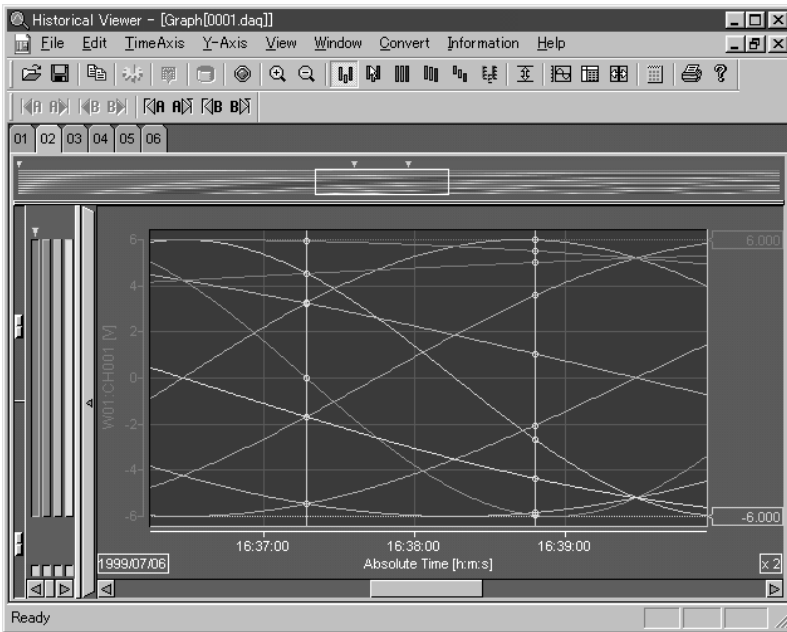 Historical Viewer - [Graph[0001.daq]]
File Edit TimeAxis Y-Axis View Window Convert Information Help
A A B B A A B B
01 02 03 04 05 06
6 4 2 0 -2 -4 -6
W01:CH001 [V]
6.000
-6.000
16:37:00 16:38:00 16:39:00
1999/07/06 Absolute Time [h:m:s] x 2
Ready